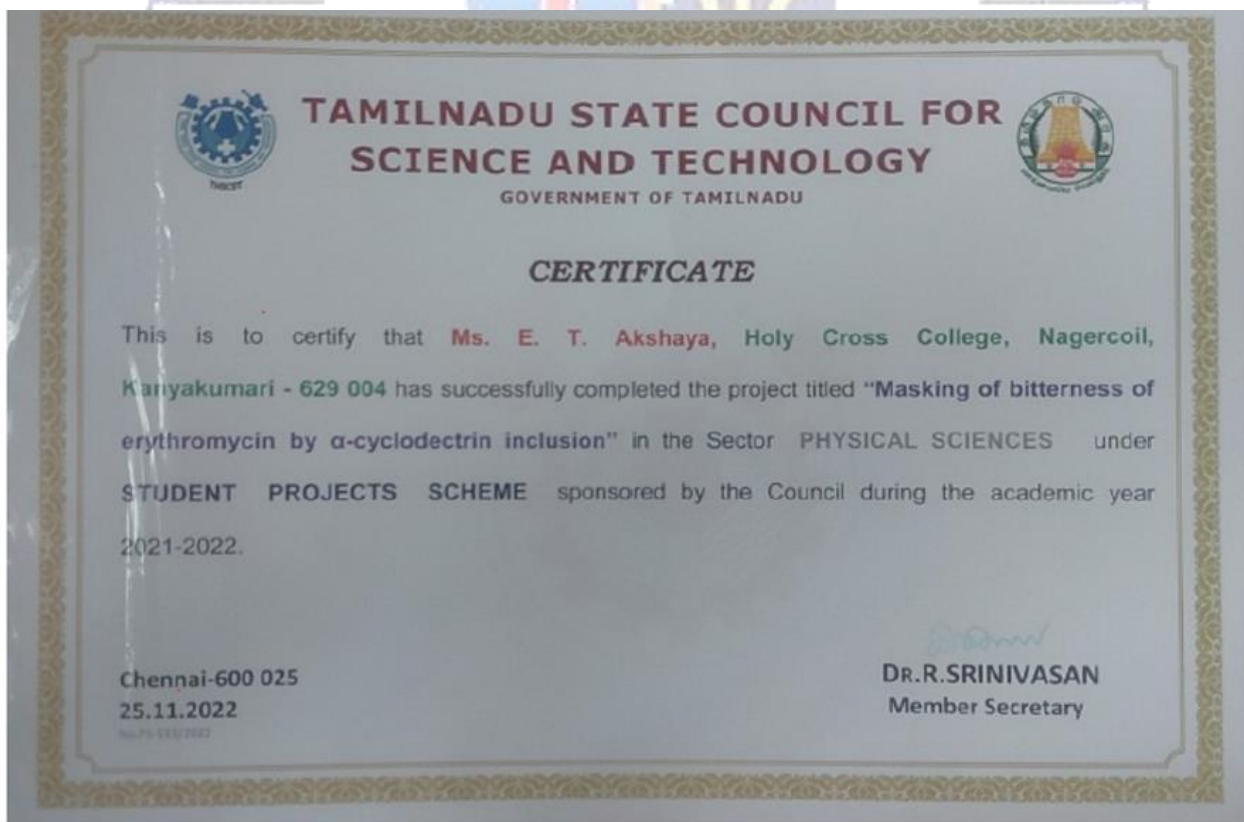 TAMILNADU STATE COUNCIL FOR
SCIENCE AND TECHNOLOGY
GOVERNMENT OF TAMILNADU
TNSCST
CERTIFICATE
This is to certify that Ms. E. T. Akshaya, Holy Cross College, Nagercoil,
Kanyakumari - 629 004 has successfully completed the project titled "Masking of bitterness of
erythromycin by α-cyclodectrin inclusion" in the Sector PHYSICAL SCIENCES under
STUDENT PROJECTS SCHEME sponsored by the Council during the academic year
2021-2022.
Chennai-600 025
25.11.2022
DR.R.SRINIVASAN
Member Secretary